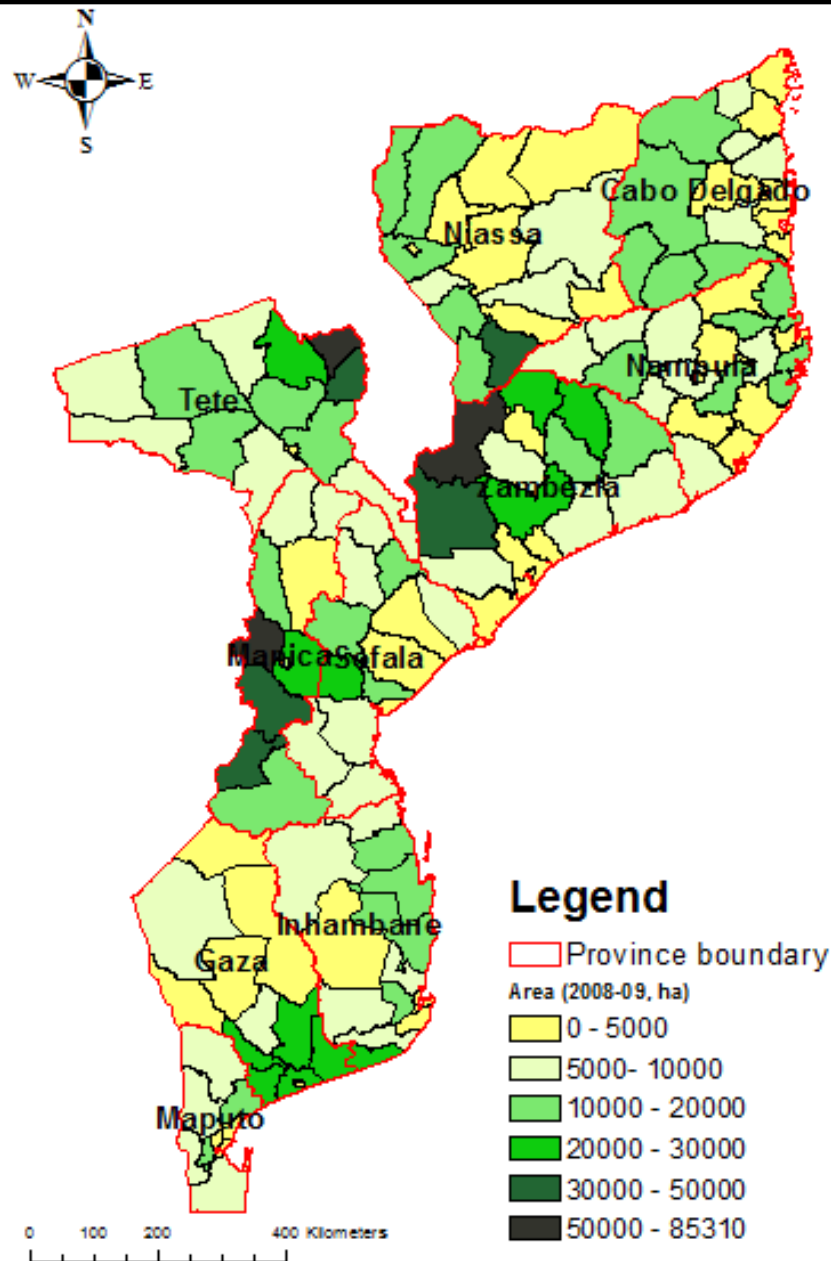 N
W E
S
Cabo Delgado
Niassa
Nampula
Tete
Zambezia
Manica
Sofala
Inhambane
Gaza
Maputo
Legend
Province boundary
Area (2008-09, ha)
0 - 5000
5000- 10000
10000 - 20000
20000 - 30000
30000 - 50000
50000 - 85310
0 100 200 400 Kilometers